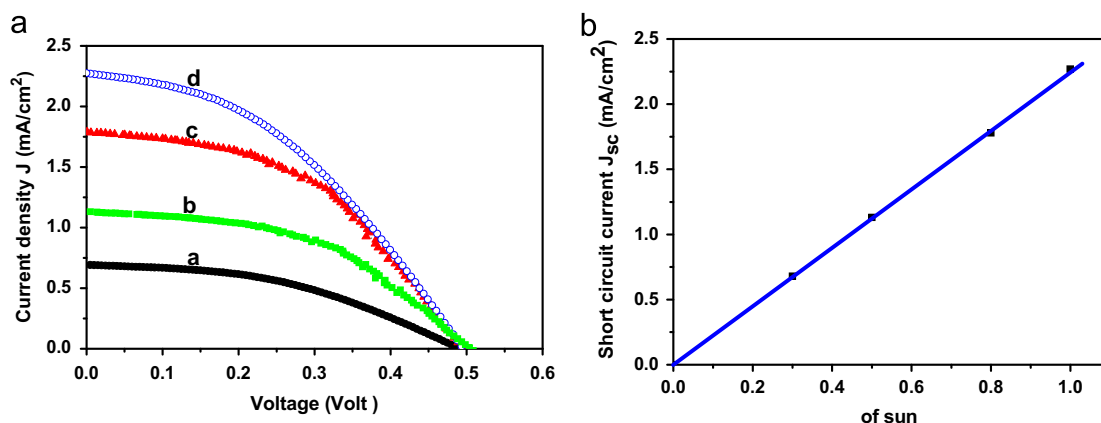 a
2.5
2.0
1.5
1.0
0.5
0.0
Current density J (mA/cm²)
d
c
b
a
0.0 0.1 0.2 0.3 0.4 0.5 0.6
Voltage (Volt )
b
2.5
2.0
1.5
1.0
0.5
0.0
Short circuit current J_SC (mA/cm²)
0.0 0.2 0.4 0.6 0.8 1.0
of sun